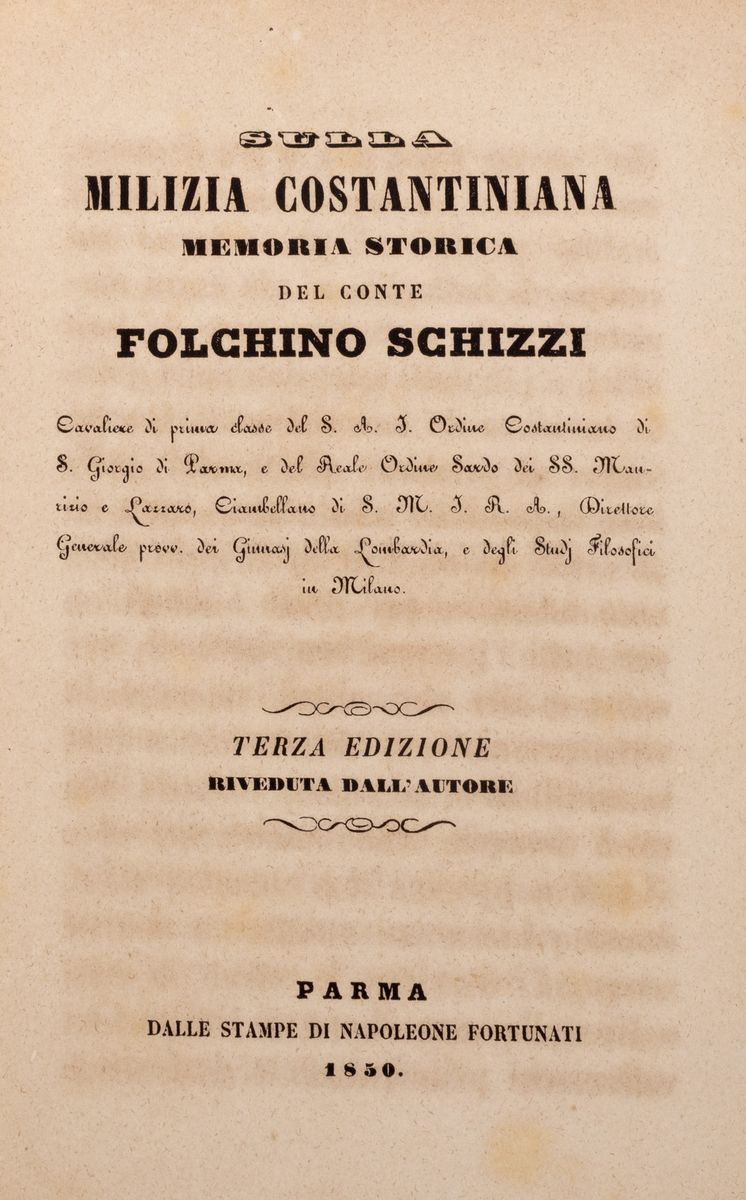 SULLA
MILIZIA COSTANTINIANA
MEMORIA STORICA
DEL CONTE
FOLCHINO SCHIZZI
Cavaliere di prima classe del S. A. I. Ordine Costantiniano di
S. Giorgio di Parma, e del Reale Ordine Sardo dei SS. Mau-
rizio e Lazzaro, Ciambellano di S. M. I. R. A., Direttore
Generale provv. dei Ginnasj della Lombardia, e degli Studj Filosofici
in Milano.
TERZA EDIZIONE
RIVEDUTA DALL'AUTORE
PARMA
DALLE STAMPE DI NAPOLEONE FORTUNATI
1850.